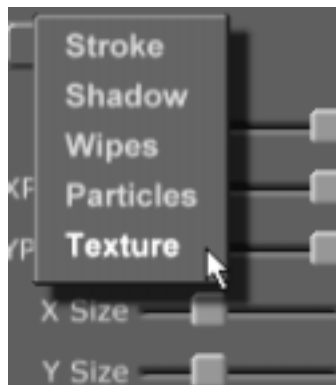 Stroke
Shadow
Wipes
Particles
Texture
X Size
Y Size